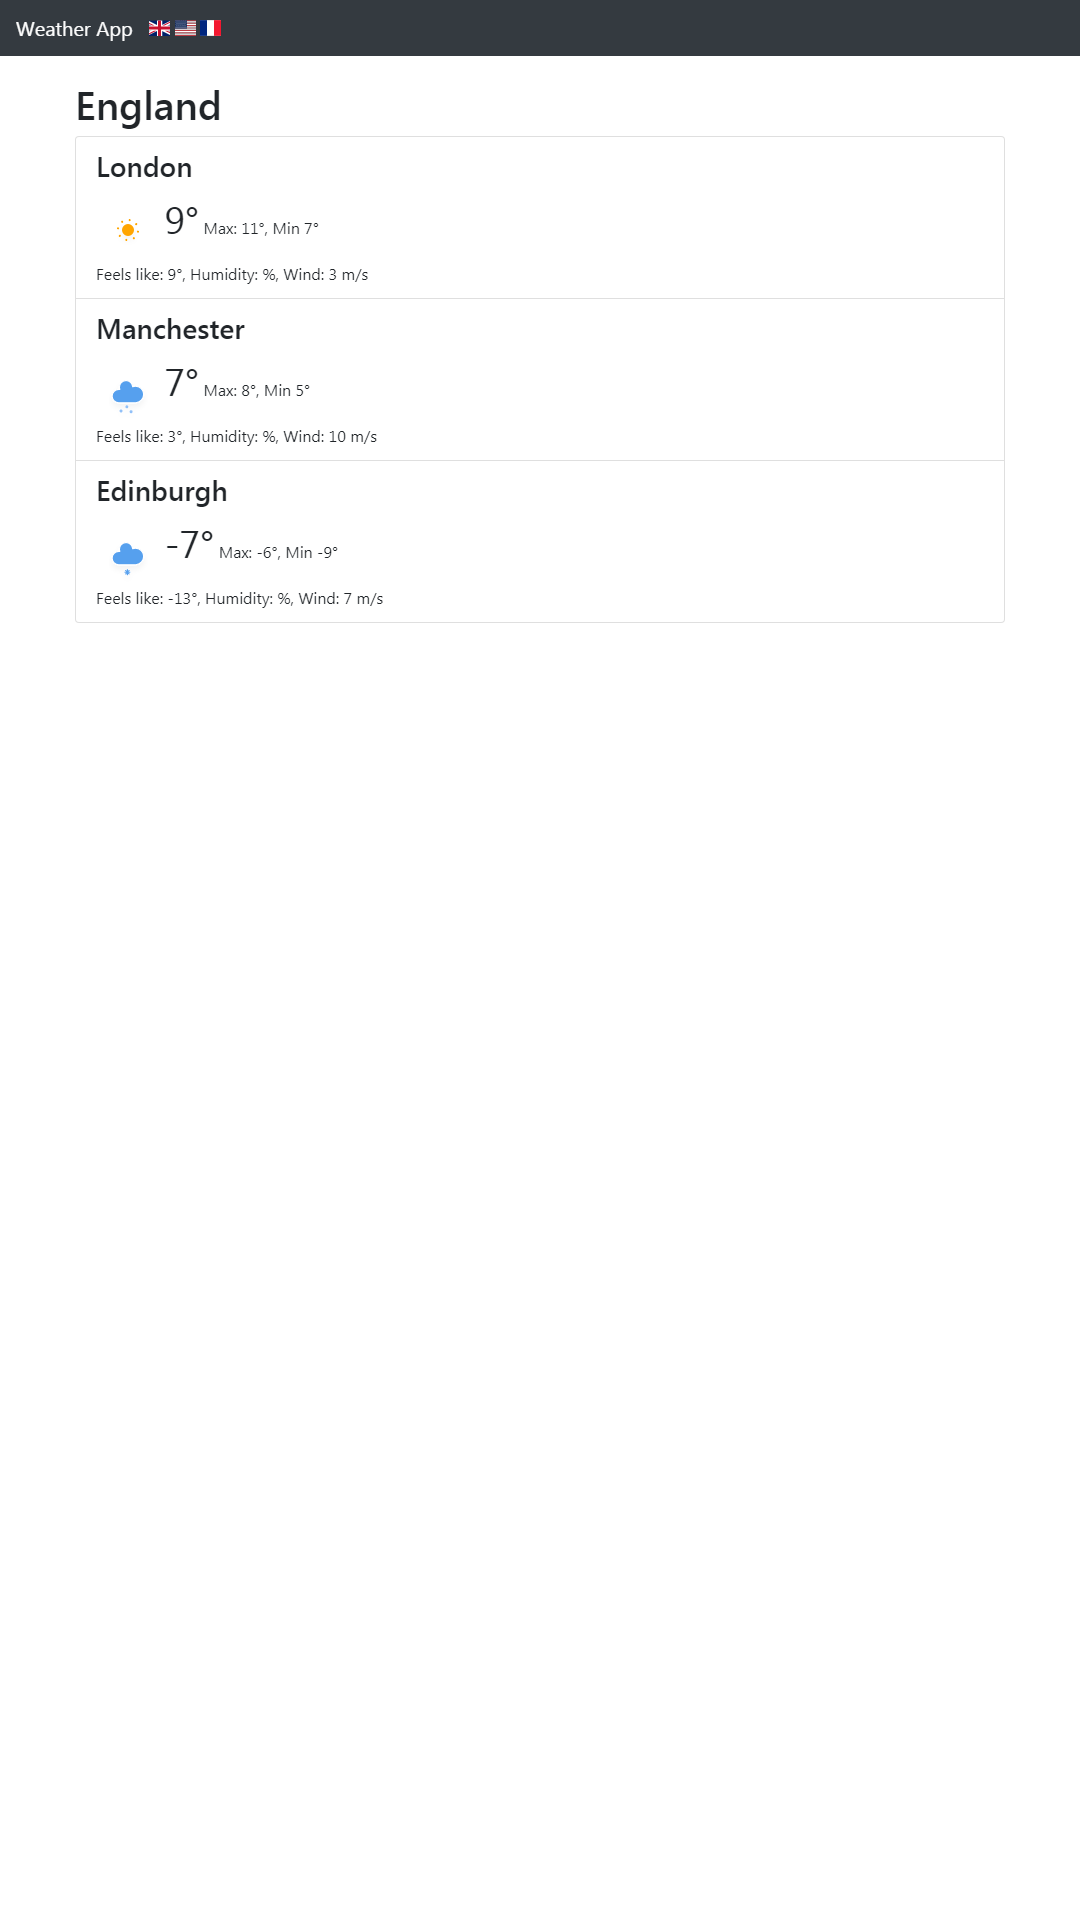 Weather App
England
London
9° Max: 11°, Min 7°
Feels like: 9°, Humidity: %, Wind: 3 m/s
Manchester
7° Max: 8°, Min 5°
Feels like: 3°, Humidity: %, Wind: 10 m/s
Edinburgh
-7° Max: -6°, Min -9°
Feels like: -13°, Humidity: %, Wind: 7 m/s